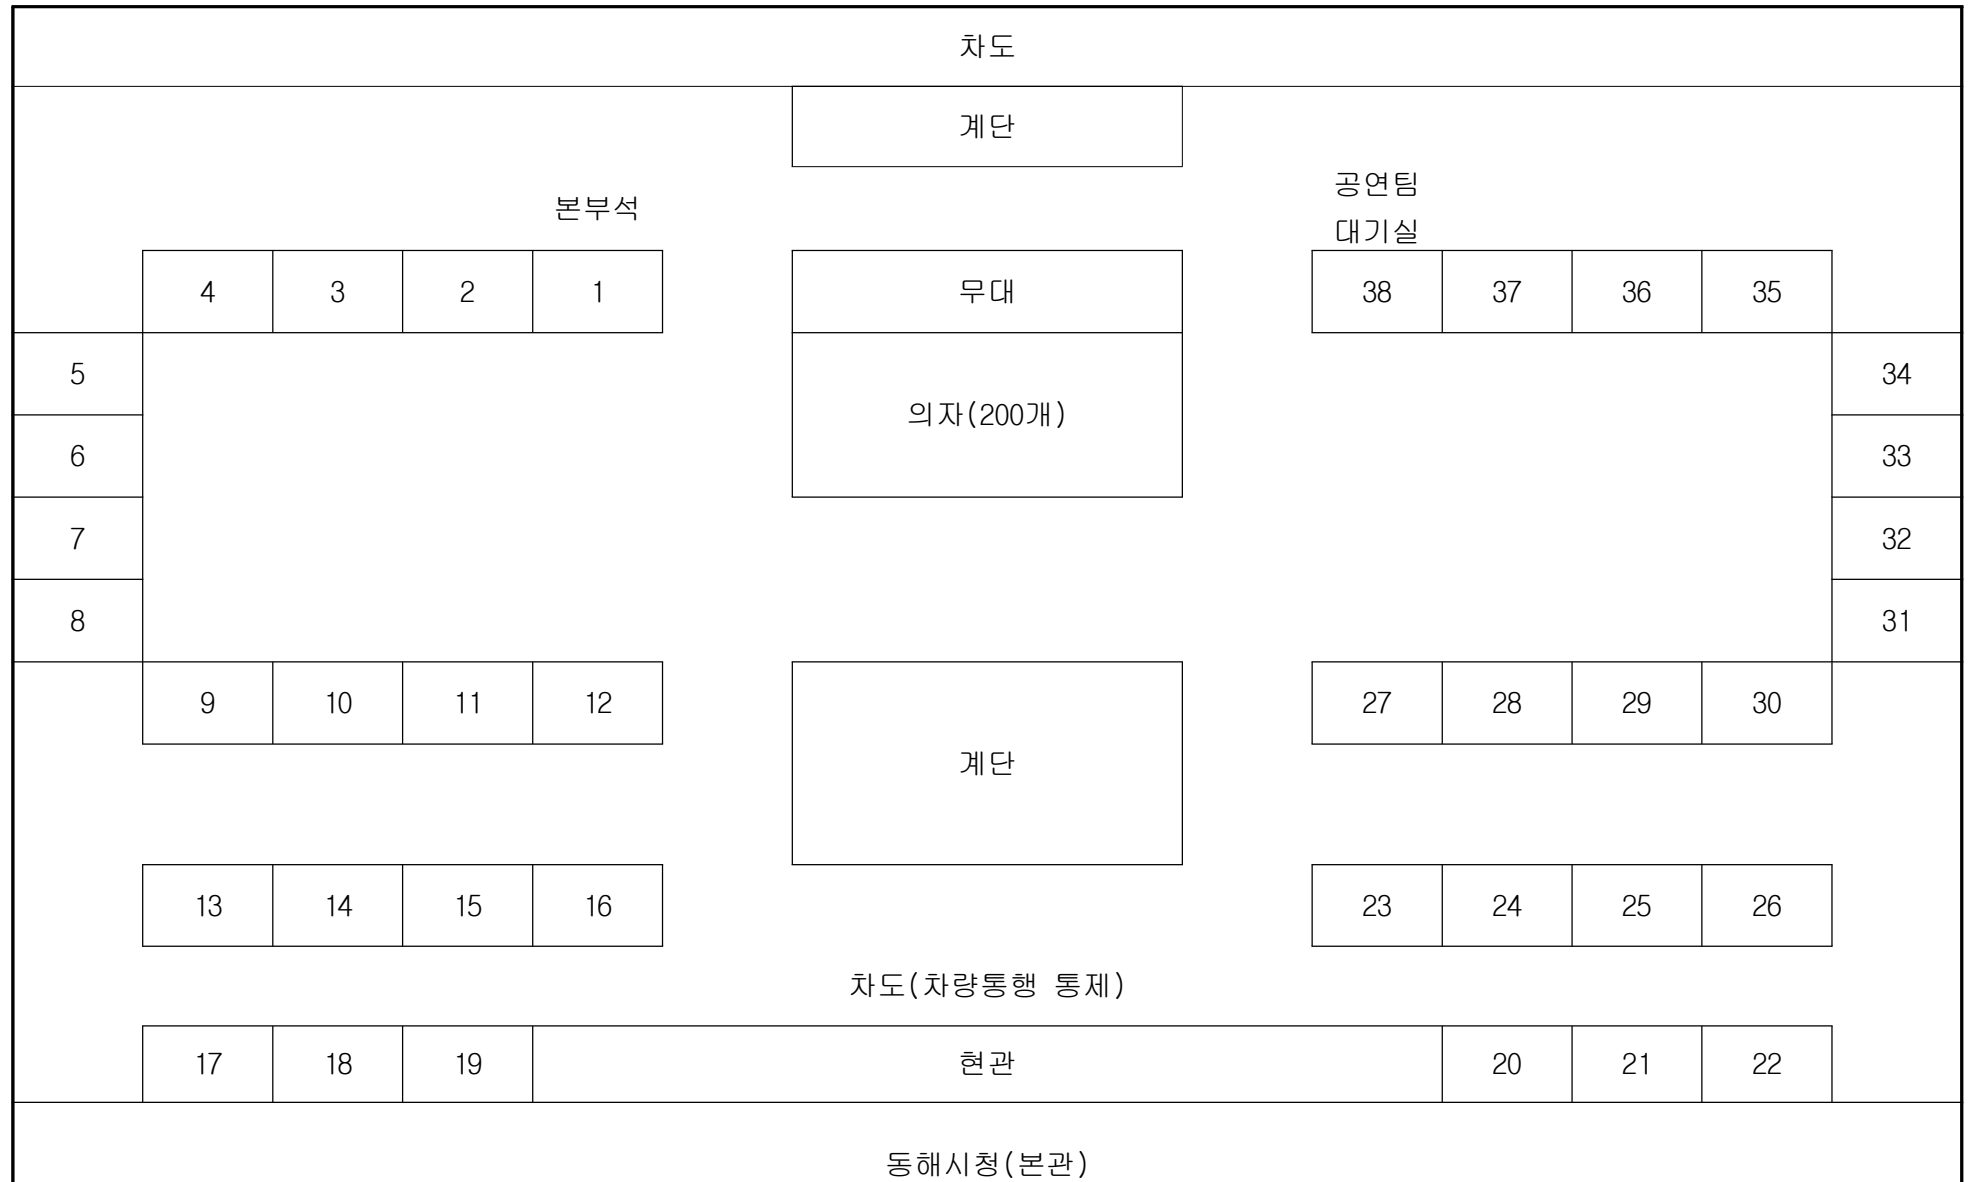 차도
계단
공연팀
본부석
대기실
4 3 2 1 무대 38 37 36 35
5 34
의자(200개)
6 33
7 32
8 31
9 10 11 12 27 28 29 30
계단
13 14 15 16 23 24 25 26
차도(차량통행 통제)
17 18 19 현관 20 21 22
동해시청(본관)